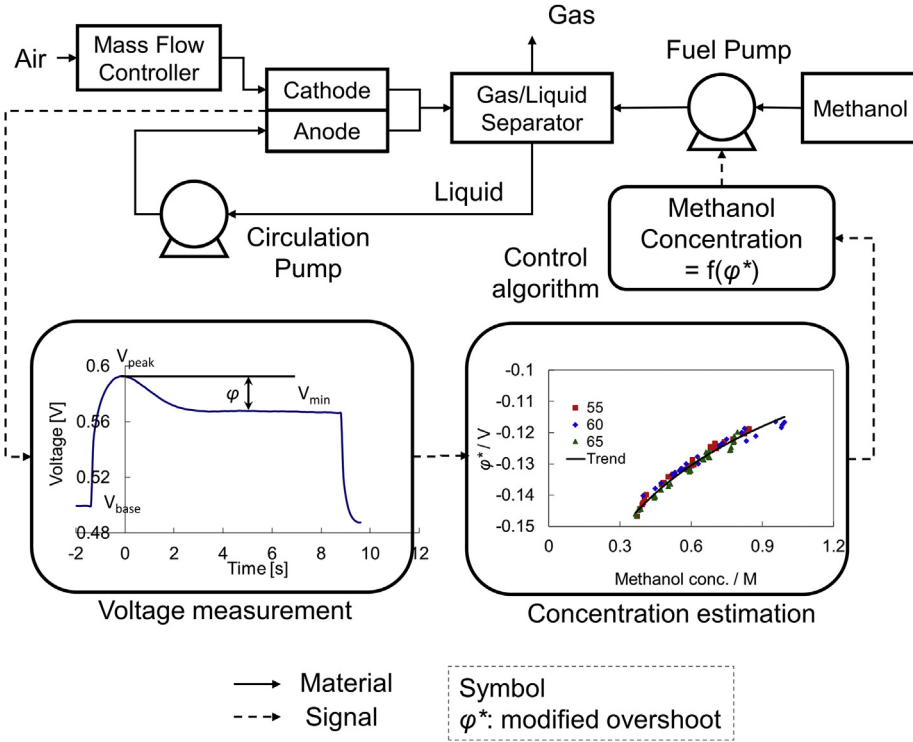 Gas
Air
Mass Flow
Controller
Cathode
Anode
Gas/Liquid
Separator
Fuel Pump
Methanol
Liquid
Circulation
Pump
Control
algorithm
Methanol
Concentration
= f(φ*)
0.6
0.56
0.52
0.48
Voltage [V]
V_peak
φ
V_min
V_base
-2 0 2 4 6 8 10 12
Time [s]
Voltage measurement
-0.1
-0.11
-0.12
-0.13
-0.14
-0.15
φ* / V
55
60
65
Trend
0 0.3 0.6 0.9 1.2
Methanol conc. / M
Concentration estimation
Material
Signal
Symbol
φ*: modified overshoot